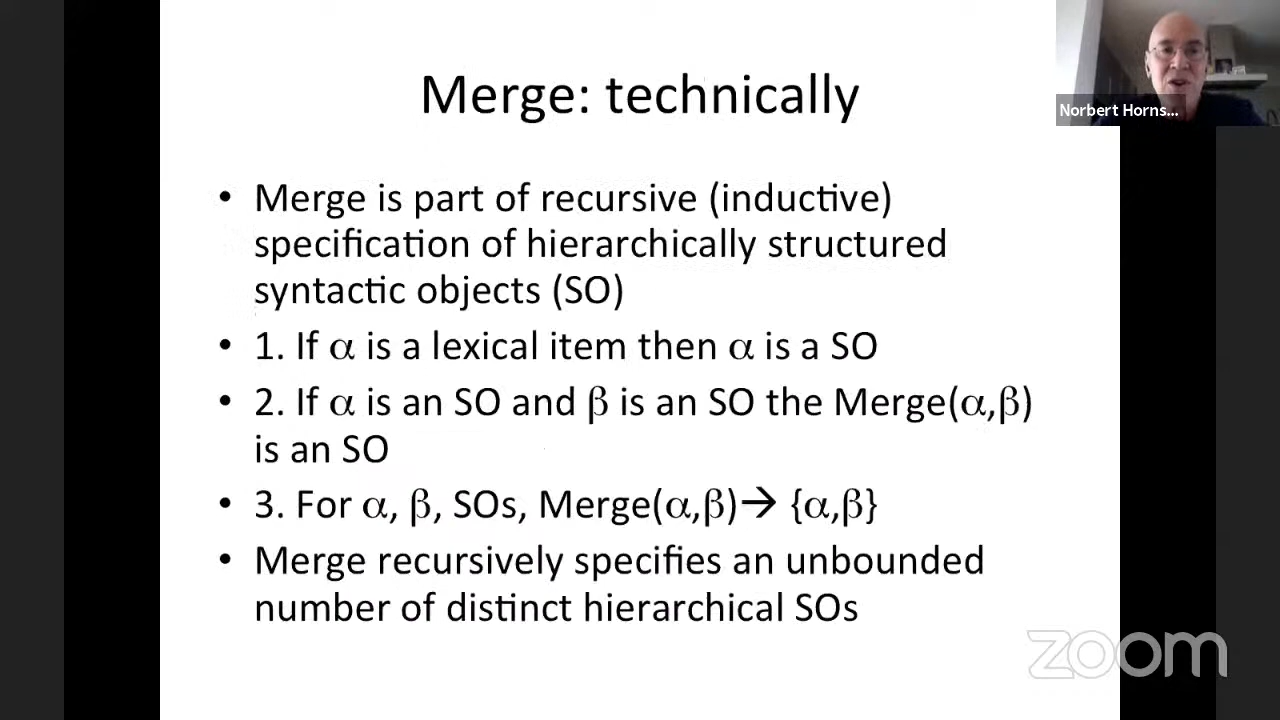 Merge: technically
Norbert Horns...
• Merge is part of recursive (inductive)
specification of hierarchically structured
syntactic objects (SO)
• 1. If α is a lexical item then α is a SO
• 2. If α is an SO and β is an SO the Merge(α,β)
is an SO
• 3. For α, β, SOs, Merge(α,β)→ {α,β}
• Merge recursively specifies an unbounded
number of distinct hierarchical SOs
zoom